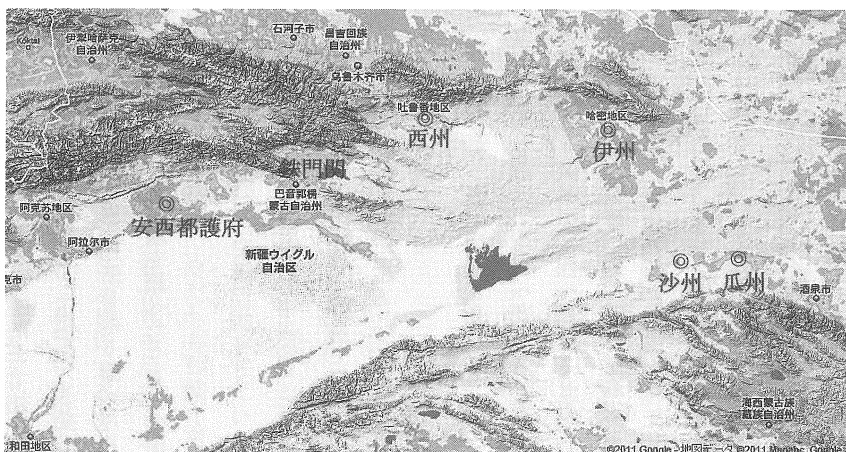 伊犁哈萨克
自治州
石河子市
昌吉回族
自治州
乌鲁木齐市
吐鲁番地区
西州
哈密地区
伊州
鉄門関
巴音郭楞
蒙古自治州
阿克苏地区
安西都護府
阿拉尔市
新疆ウイグル
自治区
克市
沙州
瓜州
酒泉市
海西蒙古族
藏族自治州
和田地区
©2011 Google - 地図データ ©2011 Mapabc, Google